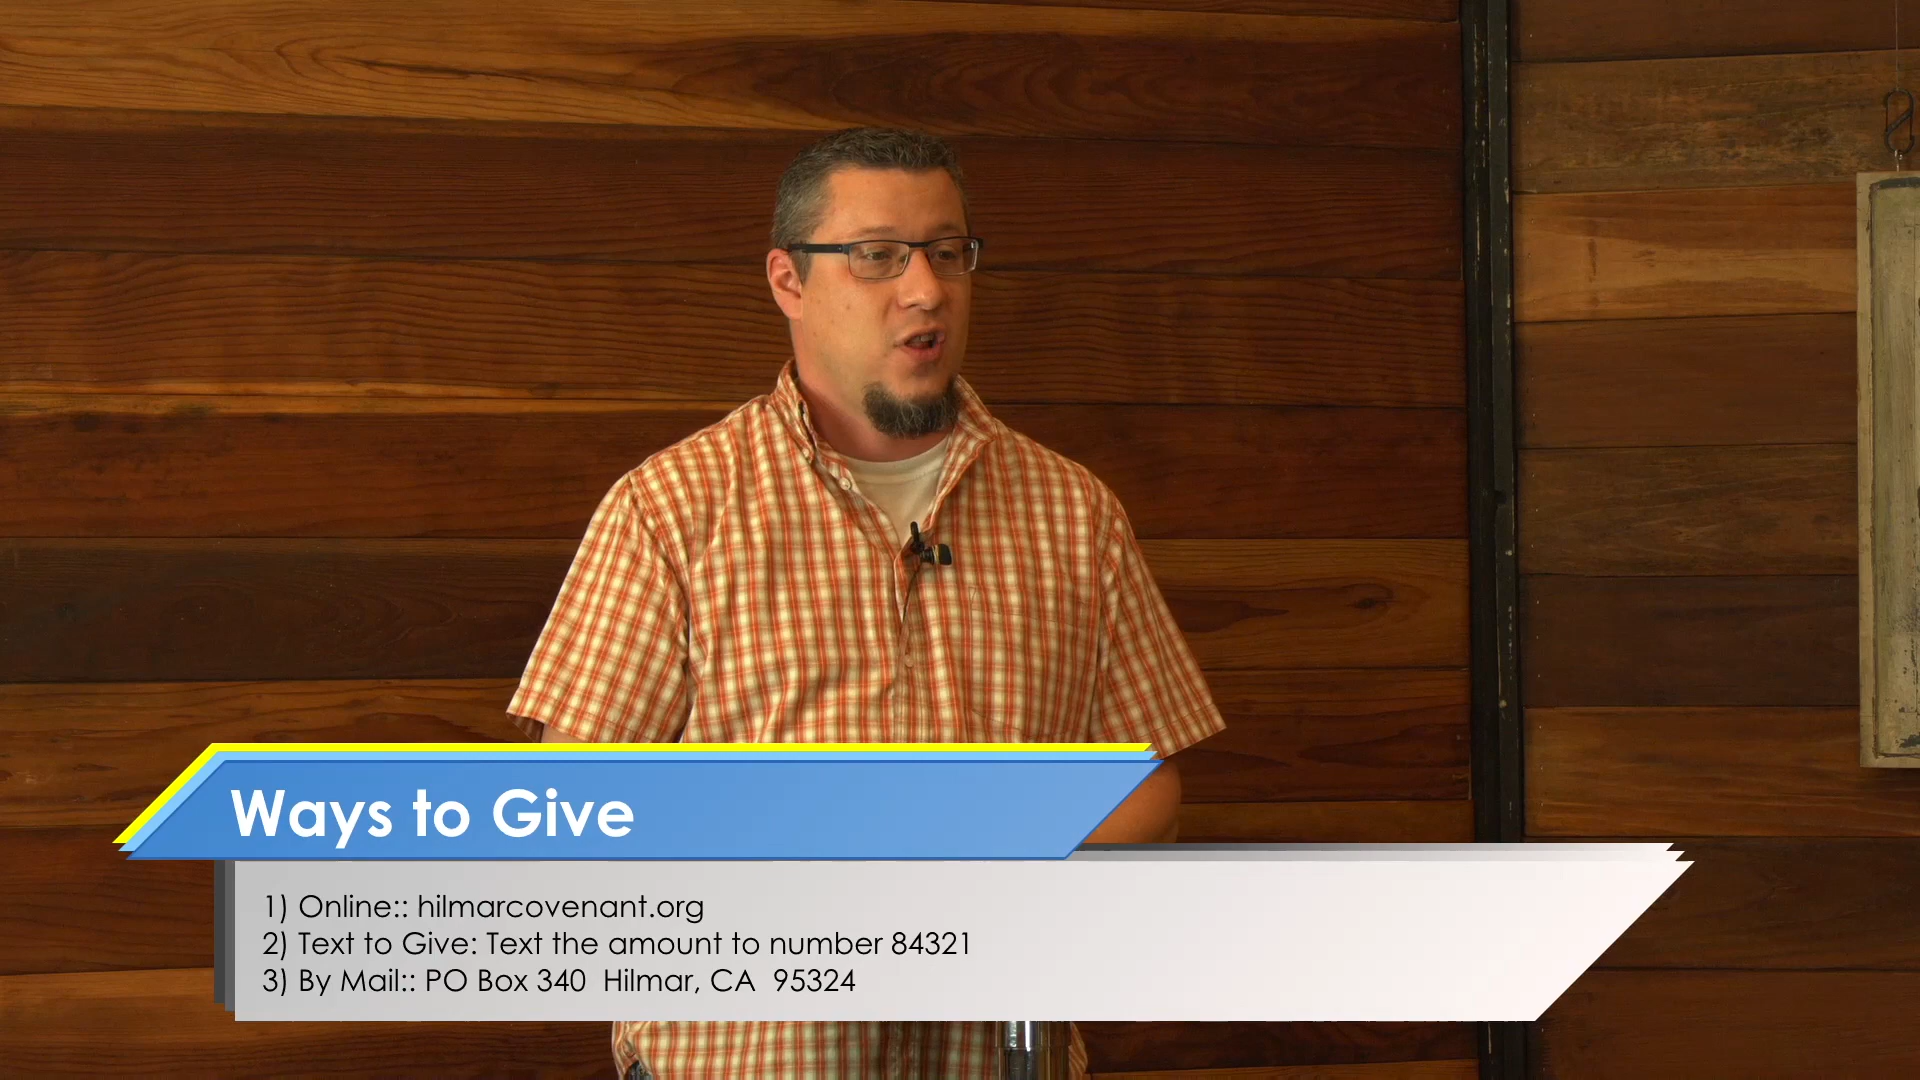 Ways to Give
1) Online:: hilmarcovenant.org
2) Text to Give: Text the amount to number 84321
3) By Mail:: PO Box 340  Hilmar, CA  95324